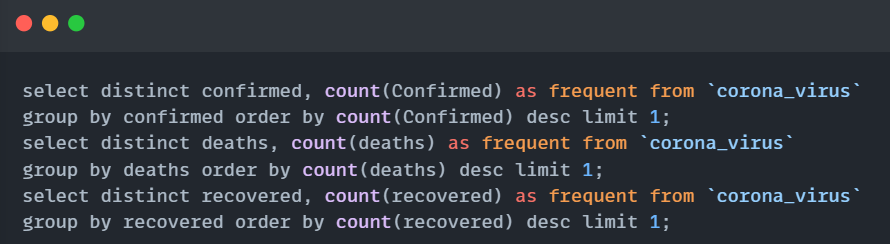 select distinct confirmed, count(Confirmed) as frequent from `corona_virus`
group by confirmed order by count(Confirmed) desc limit 1;
select distinct deaths, count(deaths) as frequent from `corona_virus`
group by deaths order by count(deaths) desc limit 1;
select distinct recovered, count(recovered) as frequent from `corona_virus`
group by recovered order by count(recovered) desc limit 1;